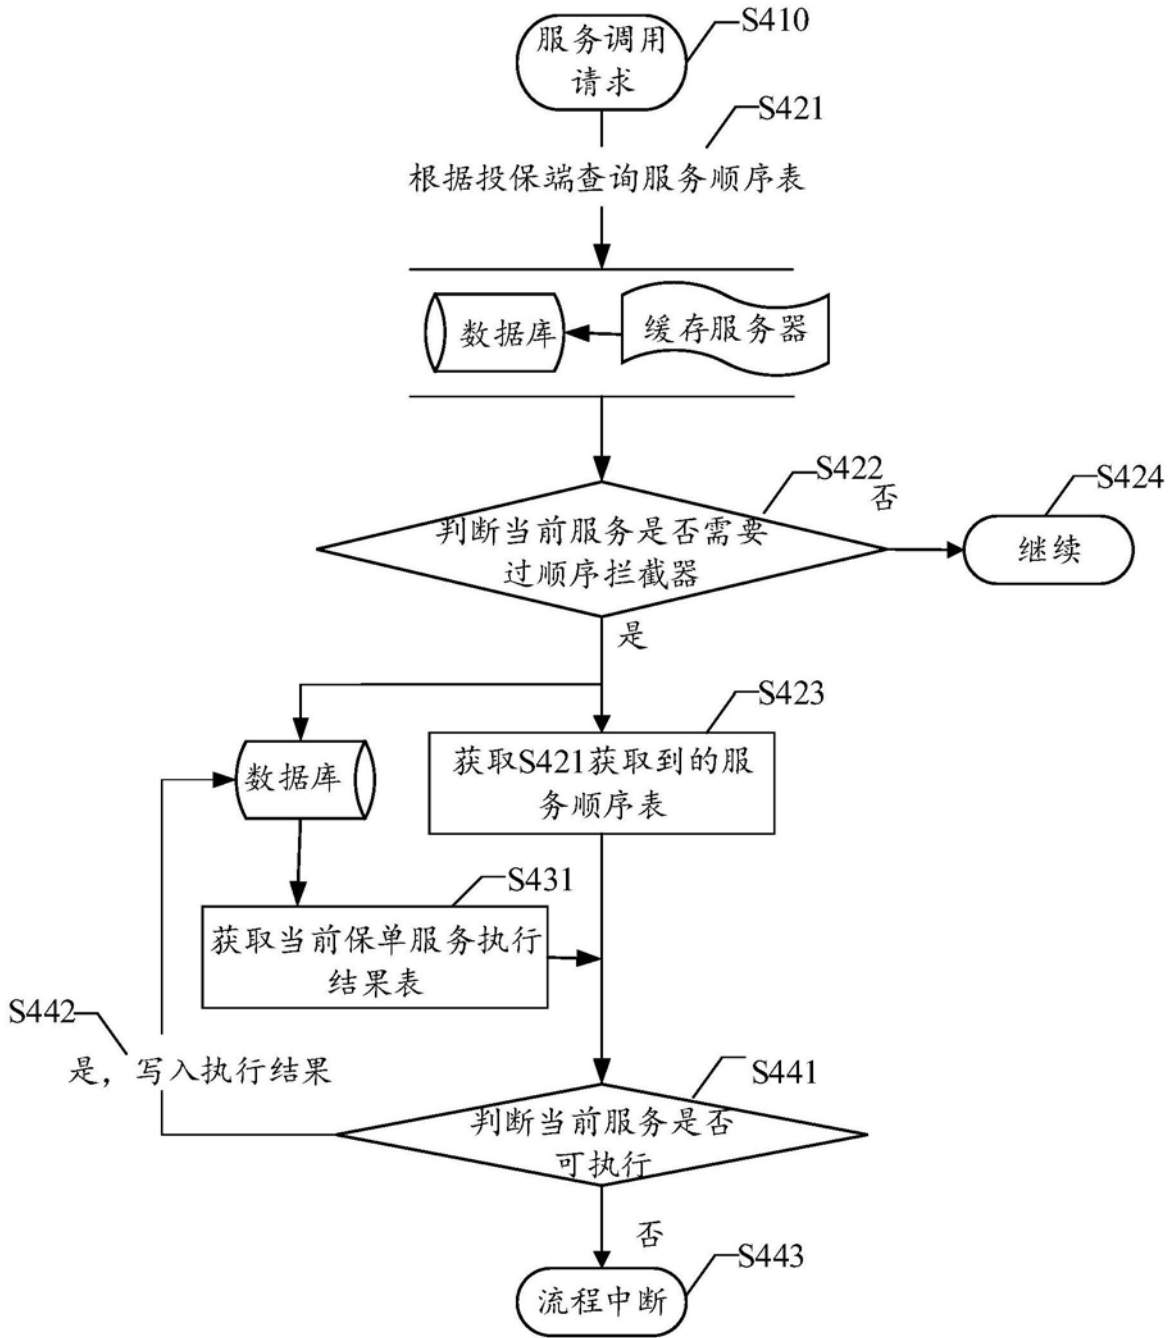 服务调用
请求
S410
S421
根据投保端查询服务顺序表
数据库
缓存服务器
S422
否
S424
判断当前服务是否需要
过顺序拦截器
继续
是
S423
数据库
获取S421获取到的服
务顺序表
S431
获取当前保单服务执行
结果表
S442
是，写入执行结果
S441
判断当前服务是否
可执行
否
S443
流程中断